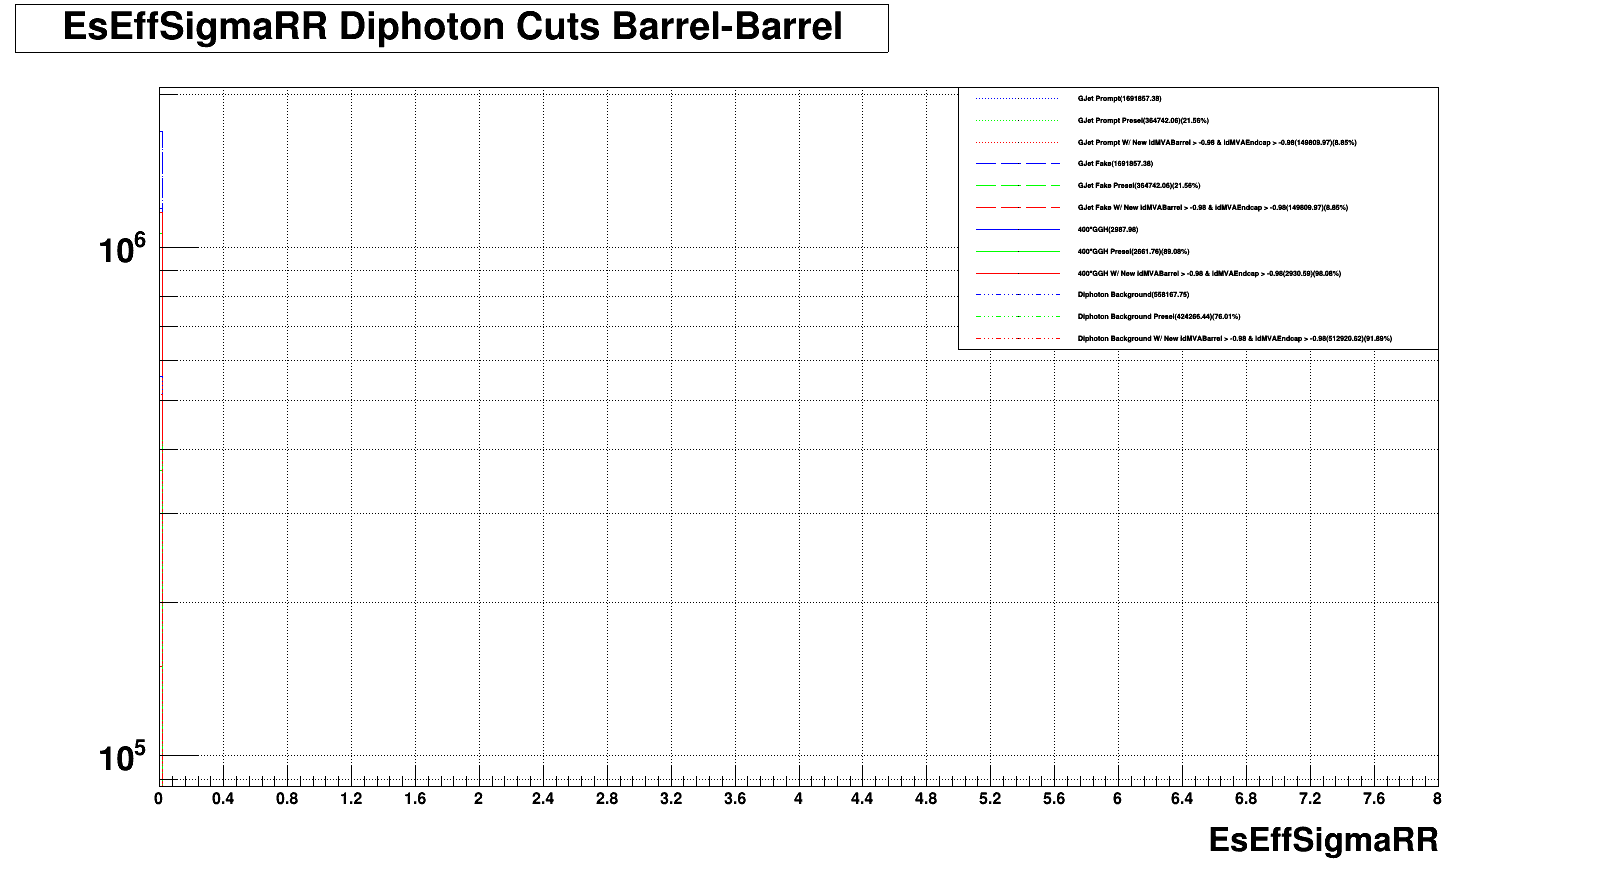 EsEffSigmaRR Diphoton Cuts Barrel-Barrel
GJet Prompt(1691857.38)
GJet Prompt Presel(364742.06)(21.56%)
GJet Prompt W/ New idMVABarrel > -0.98 & idMVAEndcap > -0.98(149809.97)(8.85%)
GJet Fake(1691857.38)
GJet Fake Presel(364742.06)(21.56%)
GJet Fake W/ New idMVABarrel > -0.98 & idMVAEndcap > -0.98(149809.97)(8.85%)
400*GGH(2987.98)
400*GGH Presel(2661.76)(89.08%)
400*GGH W/ New idMVABarrel > -0.98 & idMVAEndcap > -0.98(2930.59)(98.08%)
Diphoton Background(558167.75)
Diphoton Background Presel(424266.44)(76.01%)
Diphoton Background W/ New idMVABarrel > -0.98 & idMVAEndcap > -0.98(512920.62)(91.89%)
10^6
10^5
0 0.4 0.8 1.2 1.6 2 2.4 2.8 3.2 3.6 4 4.4 4.8 5.2 5.6 6 6.4 6.8 7.2 7.6 8
EsEffSigmaRR